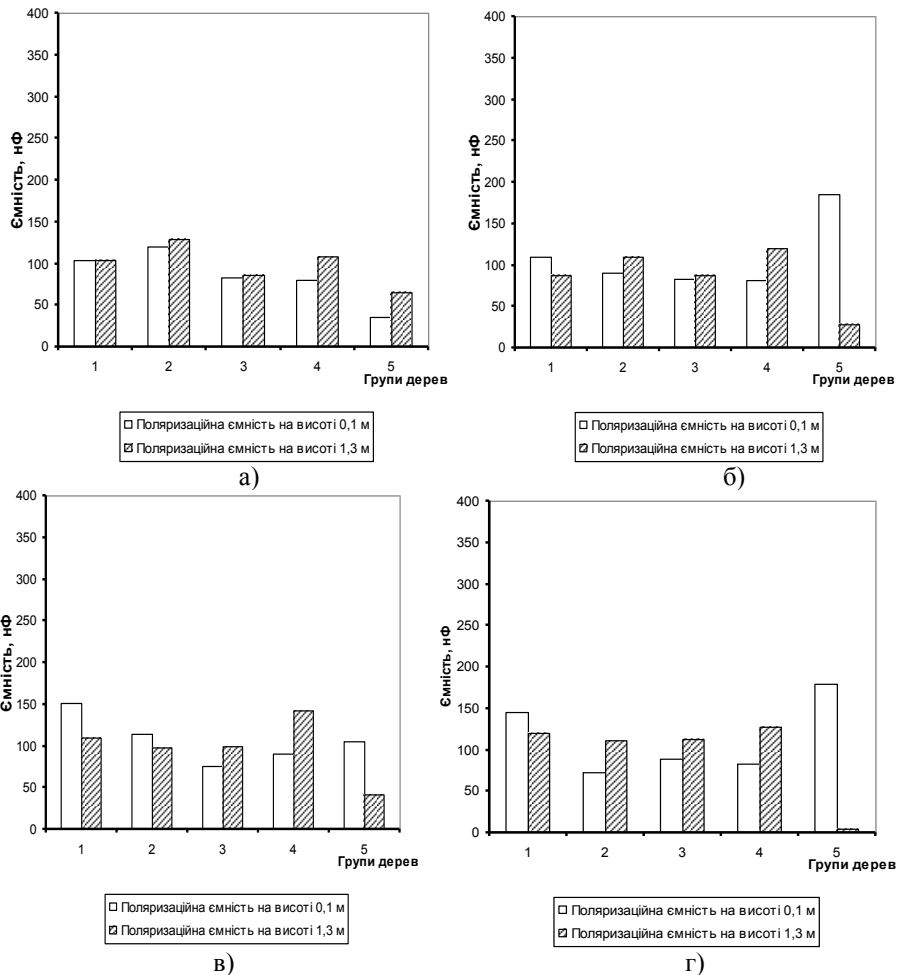 400
350
300
250
200
150
100
50
0
Ємність, нФ
1 2 3 4 5
Групи дерев
Поляризаційна ємність на висоті 0,1 м
Поляризаційна ємність на висоті 1,3 м
а)
400
350
300
250
200
150
100
50
0
Ємність, нФ
1 2 3 4 5
Групи дерев
Поляризаційна ємність на висоті 0,1 м
Поляризаційна ємність на висоті 1,3 м
б)
400
350
300
250
200
150
100
50
0
Ємність, нФ
1 2 3 4 5
Групи дерев
Поляризаційна ємність на висоті 0,1 м
Поляризаційна ємність на висоті 1,3 м
в)
400
350
300
250
200
150
100
50
0
Ємність, нФ
1 2 3 4 5
Групи дерев
Поляризаційна ємність на висоті 0,1 м
Поляризаційна ємність на висоті 1,3 м
г)